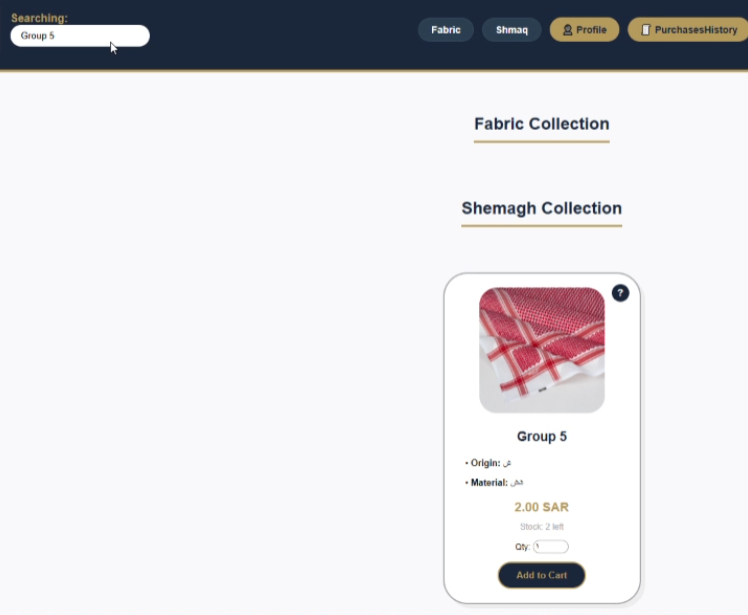 Searching:
Group 5
Fabric
Shmaq
Profile
PurchasesHistory
Fabric Collection
Shemagh Collection
?
Group 5
• Origin:
• Material:
2.00 SAR
Stock: 2 left
Qty: ١
Add to Cart